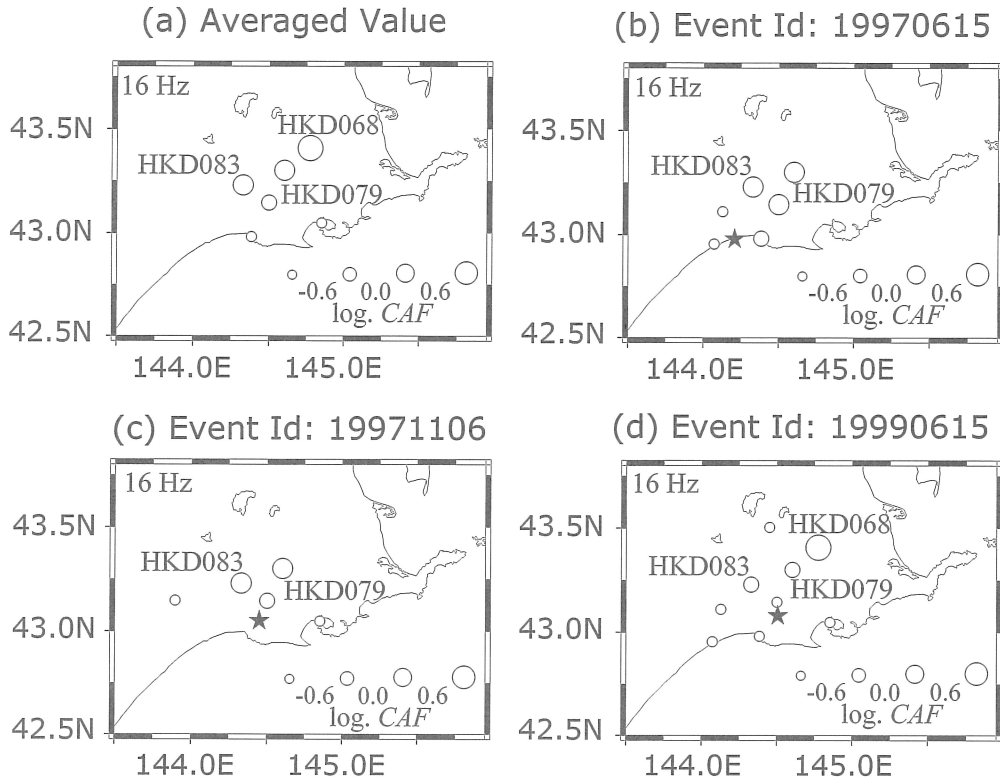 (a) Averaged Value
16 Hz
43.5N
HKD068
HKD083
HKD079
43.0N
-0.6 0.0 0.6
log. CAF
42.5N
144.0E 145.0E
(b) Event Id: 19970615
16 Hz
43.5N
HKD083
HKD079
43.0N
-0.6 0.0 0.6
log. CAF
42.5N
144.0E 145.0E
(c) Event Id: 19971106
16 Hz
43.5N
HKD083
HKD079
43.0N
-0.6 0.0 0.6
log. CAF
42.5N
144.0E 145.0E
(d) Event Id: 19990615
16 Hz
43.5N
HKD068
HKD083
HKD079
43.0N
-0.6 0.0 0.6
log. CAF
42.5N
144.0E 145.0E